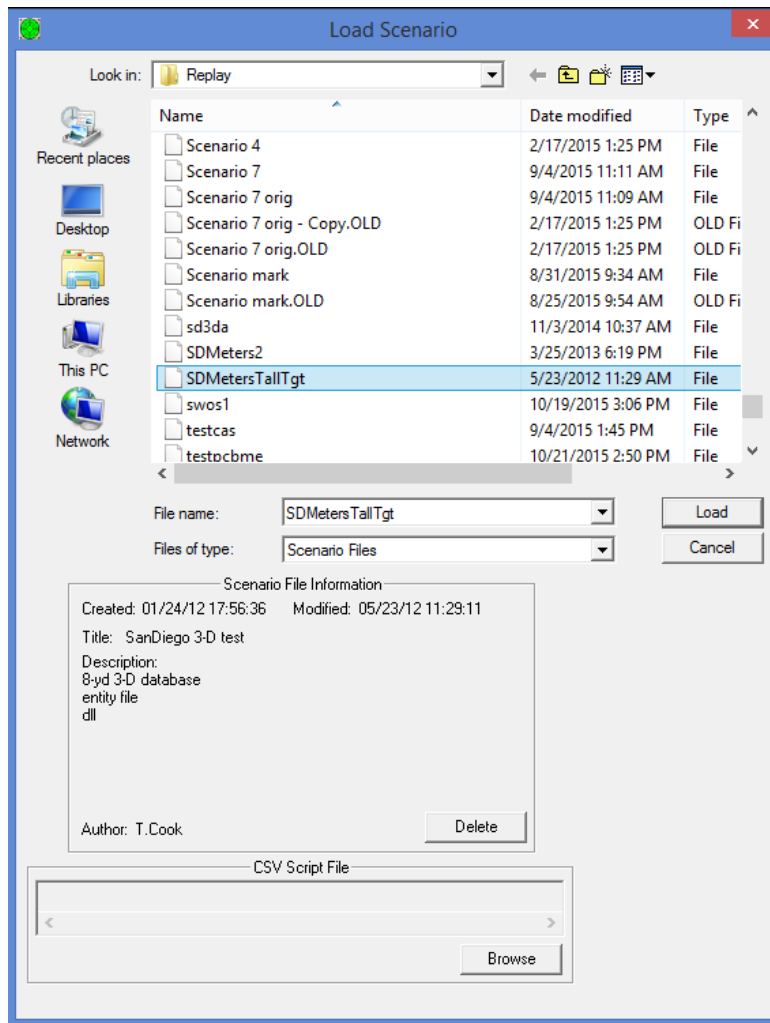 Load Scenario
Look in: Replay
Recent places
Desktop
Libraries
This PC
Network
Name Date modified Type
Scenario 4 2/17/2015 1:25 PM File
Scenario 7 9/4/2015 11:11 AM File
Scenario 7 orig 9/4/2015 11:09 AM File
Scenario 7 orig - Copy.OLD 2/17/2015 1:25 PM OLD Fi
Scenario 7 orig.OLD 2/17/2015 1:25 PM OLD Fi
Scenario mark 8/31/2015 9:34 AM File
Scenario mark.OLD 8/25/2015 9:54 AM OLD Fi
sd3da 11/3/2014 10:37 AM File
SDMeters2 3/25/2013 6:19 PM File
SDMetersTallTgt 5/23/2012 11:29 AM File
swos1 10/19/2015 3:06 PM File
testcas 9/4/2015 1:45 PM File
testpcbme 10/21/2015 2:50 PM File
File name: SDMetersTallTgt Load
Files of type: Scenario Files Cancel
Scenario File Information
Created: 01/24/12 17:56:36 Modified: 05/23/12 11:29:11
Title: SanDiego 3-D test
Description:
8-yd 3-D database
entity file
dll
Author: T.Cook Delete
CSV Script File
Browse